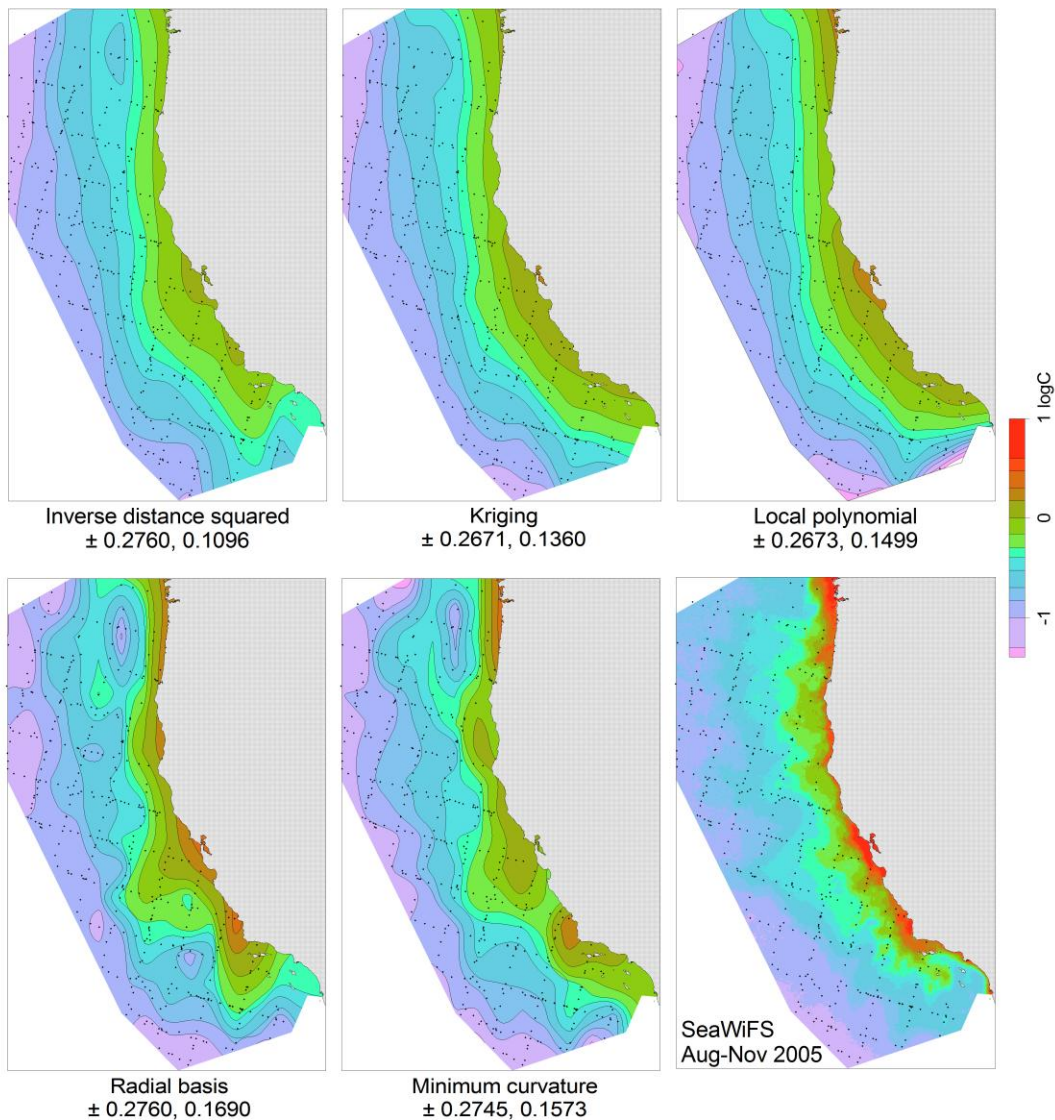 Inverse distance squared
± 0.2760, 0.1096
Kriging
± 0.2671, 0.1360
Local polynomial
± 0.2673, 0.1499
1 logC
0
-1
Radial basis
± 0.2760, 0.1690
Minimum curvature
± 0.2745, 0.1573
SeaWiFS
Aug-Nov 2005